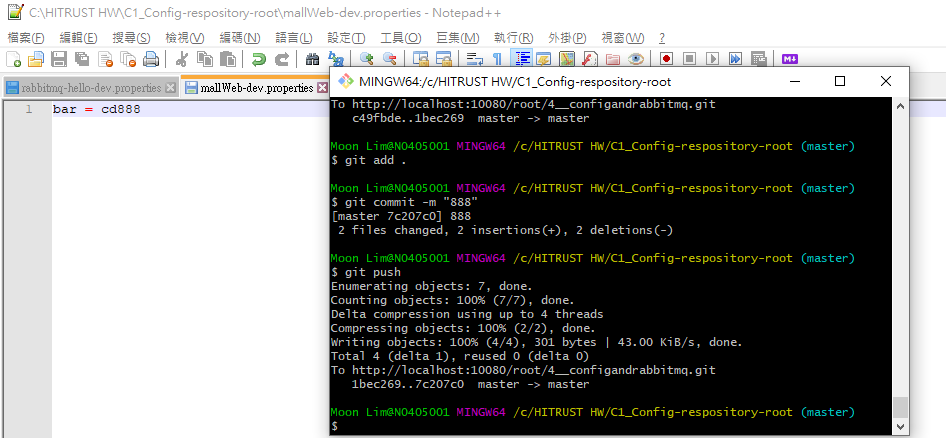 C:\HITRUST HW\C1_Config-respository-root\mallWeb-dev.properties - Notepad++
檔案(F) 編輯(E) 搜尋(S) 檢視(V) 編碼(N) 語言(L) 設定(T) 工具(O) 巨集(M) 執行(R) 外掛(P) 視窗(W) ?
rabbitmq-hello-dev.properties mallWeb-dev.properties
1 bar = cd888
MINGW64:/c/HITRUST HW/C1_Config-respository-root
To http://localhost:10080/root/4__configandrabbitmq.git
c49fbde..1bec269 master -> master
Moon Lim@N0405001 MINGW64 /c/HITRUST HW/C1_Config-respository-root (master)
$ git add .
Moon Lim@N0405001 MINGW64 /c/HITRUST HW/C1_Config-respository-root (master)
$ git commit -m "888"
[master 7c207c0] 888
2 files changed, 2 insertions(+), 2 deletions(-)
Moon Lim@N0405001 MINGW64 /c/HITRUST HW/C1_Config-respository-root (master)
$ git push
Enumerating objects: 7, done.
Counting objects: 100% (7/7), done.
Delta compression using up to 4 threads
Compressing objects: 100% (2/2), done.
Writing objects: 100% (4/4), 301 bytes | 43.00 KiB/s, done.
Total 4 (delta 1), reused 0 (delta 0)
To http://localhost:10080/root/4__configandrabbitmq.git
1bec269..7c207c0 master -> master
Moon Lim@N0405001 MINGW64 /c/HITRUST HW/C1_Config-respository-root (master)
$